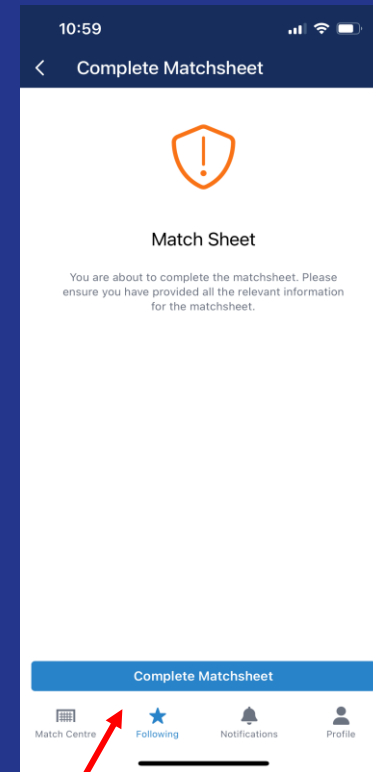 10:59
Complete Matchsheet
Match Sheet
You are about to complete the matchsheet. Please
ensure you have provided all the relevant information
for the matchsheet.
Complete Matchsheet
Match Centre Following Notifications Profile